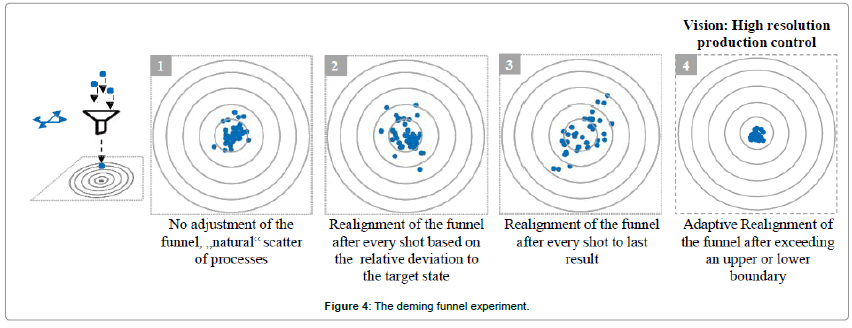 Vision: High resolution
production control
1
2
3
4
No adjustment of the
funnel, „natural“ scatter
of processes
Realignment of the funnel
after every shot based on
the relative deviation to
the target state
Realignment of the funnel
after every shot to last
result
Adaptive Realignment of
the funnel after exceeding
an upper or lower
boundary
Figure 4: The deming funnel experiment.